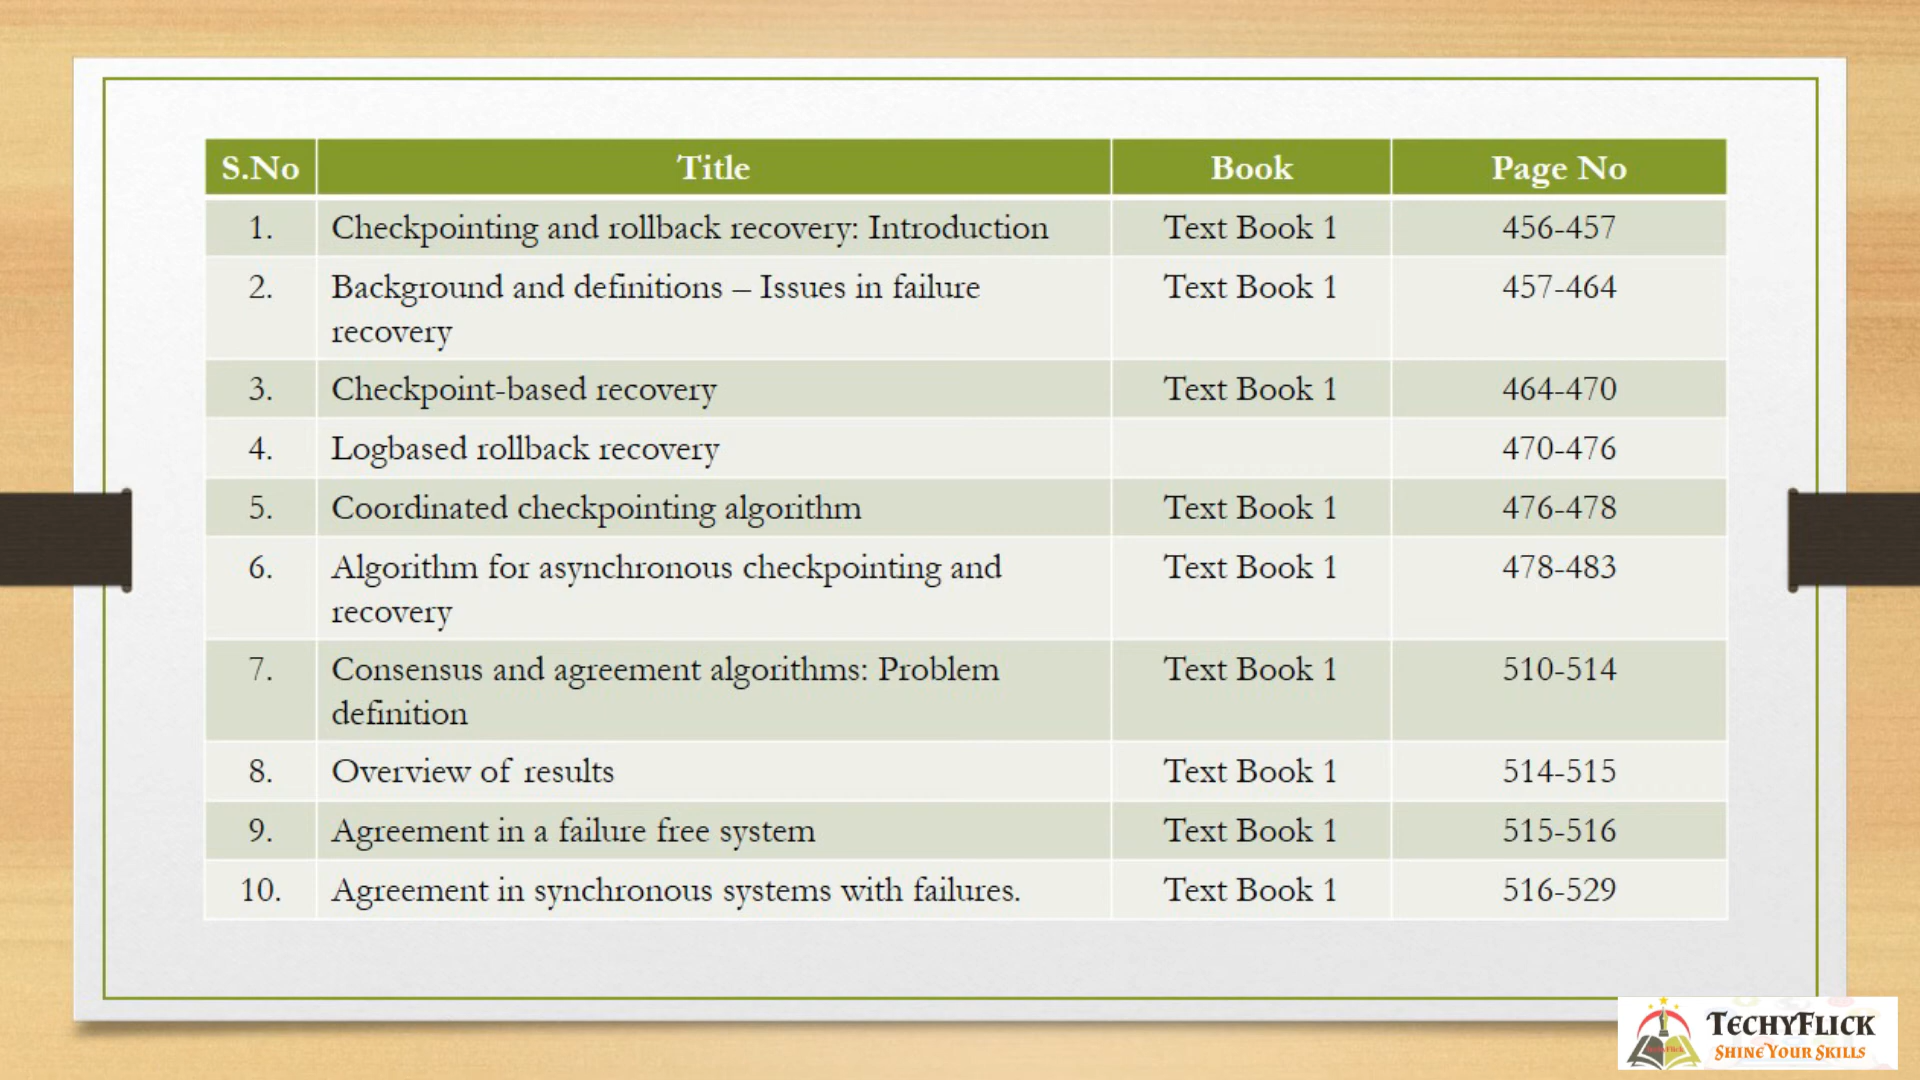 S.No Title Book Page No
1. Checkpointing and rollback recovery: Introduction Text Book 1 456-457
2. Background and definitions – Issues in failure Text Book 1 457-464
recovery
3. Checkpoint-based recovery Text Book 1 464-470
4. Logbased rollback recovery 470-476
5. Coordinated checkpointing algorithm Text Book 1 476-478
6. Algorithm for asynchronous checkpointing and Text Book 1 478-483
recovery
7. Consensus and agreement algorithms: Problem Text Book 1 510-514
definition
8. Overview of results Text Book 1 514-515
9. Agreement in a failure free system Text Book 1 515-516
10. Agreement in synchronous systems with failures. Text Book 1 516-529
TECHYFLICK
SHINE YOUR SKILLS